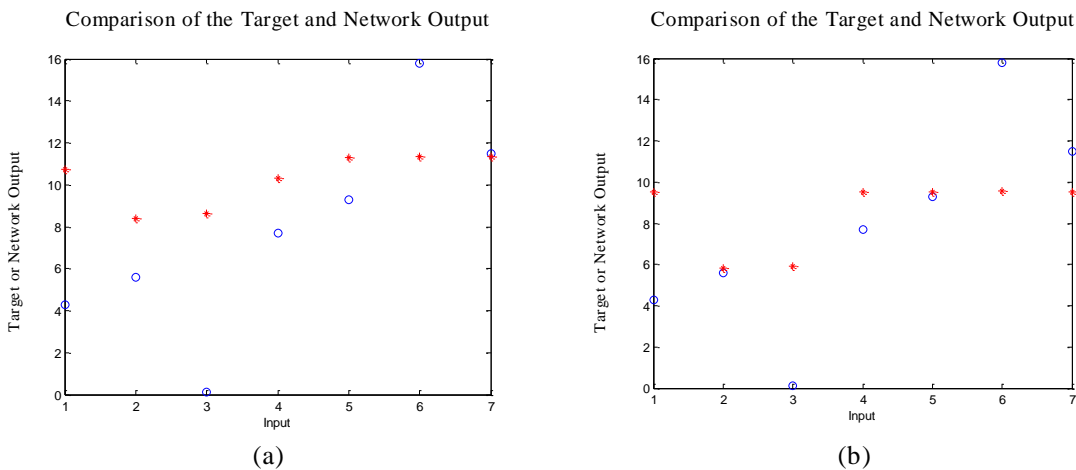 Comparison of the Target and Network Output
16
14
12
10
8
6
4
2
0
Target or Network Output
1 2 3 4 5 6 7
Input
(a)
Comparison of the Target and Network Output
16
14
12
10
8
6
4
2
0
Target or Network Output
1 2 3 4 5 6 7
Input
(b)